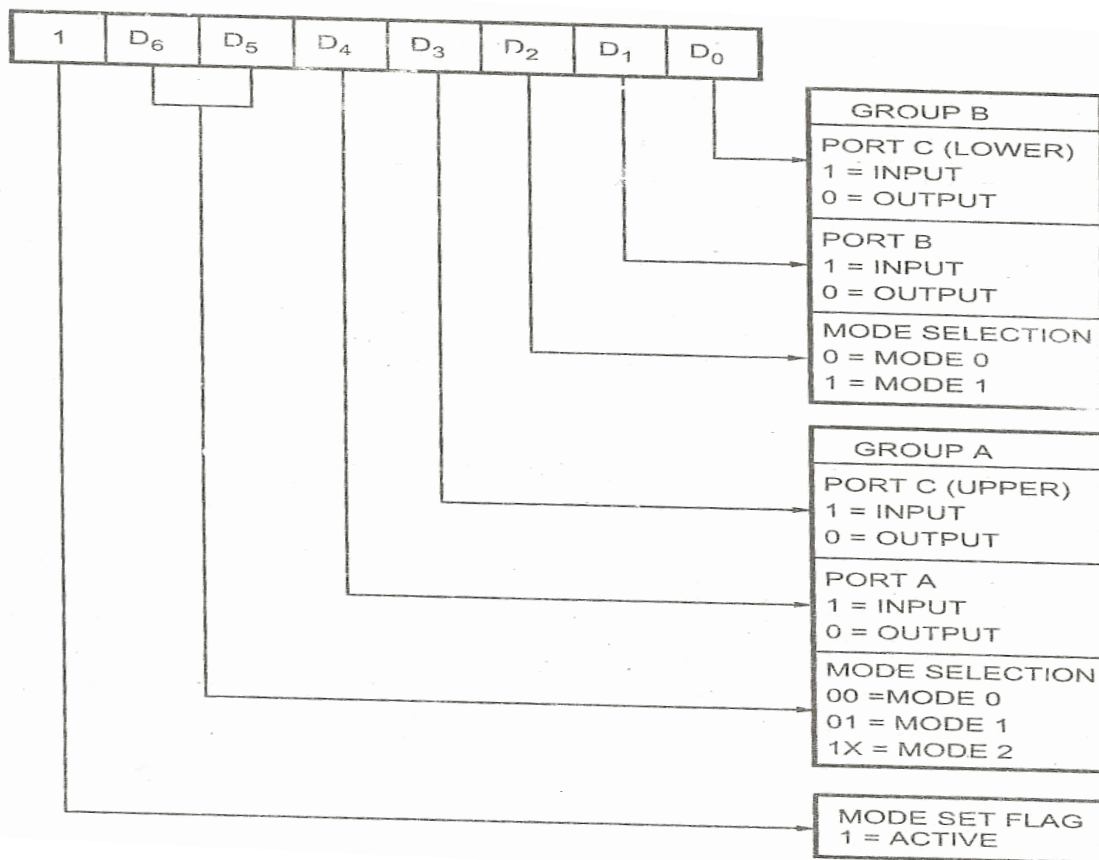 1 D₆ D₅ D₄ D₃ D₂ D₁ D₀
GROUP B
PORT C (LOWER)
1 = INPUT
0 = OUTPUT
PORT B
1 = INPUT
0 = OUTPUT
MODE SELECTION
0 = MODE 0
1 = MODE 1
GROUP A
PORT C (UPPER)
1 = INPUT
0 = OUTPUT
PORT A
1 = INPUT
0 = OUTPUT
MODE SELECTION
00 =MODE 0
01 = MODE 1
1X = MODE 2
MODE SET FLAG
1 = ACTIVE